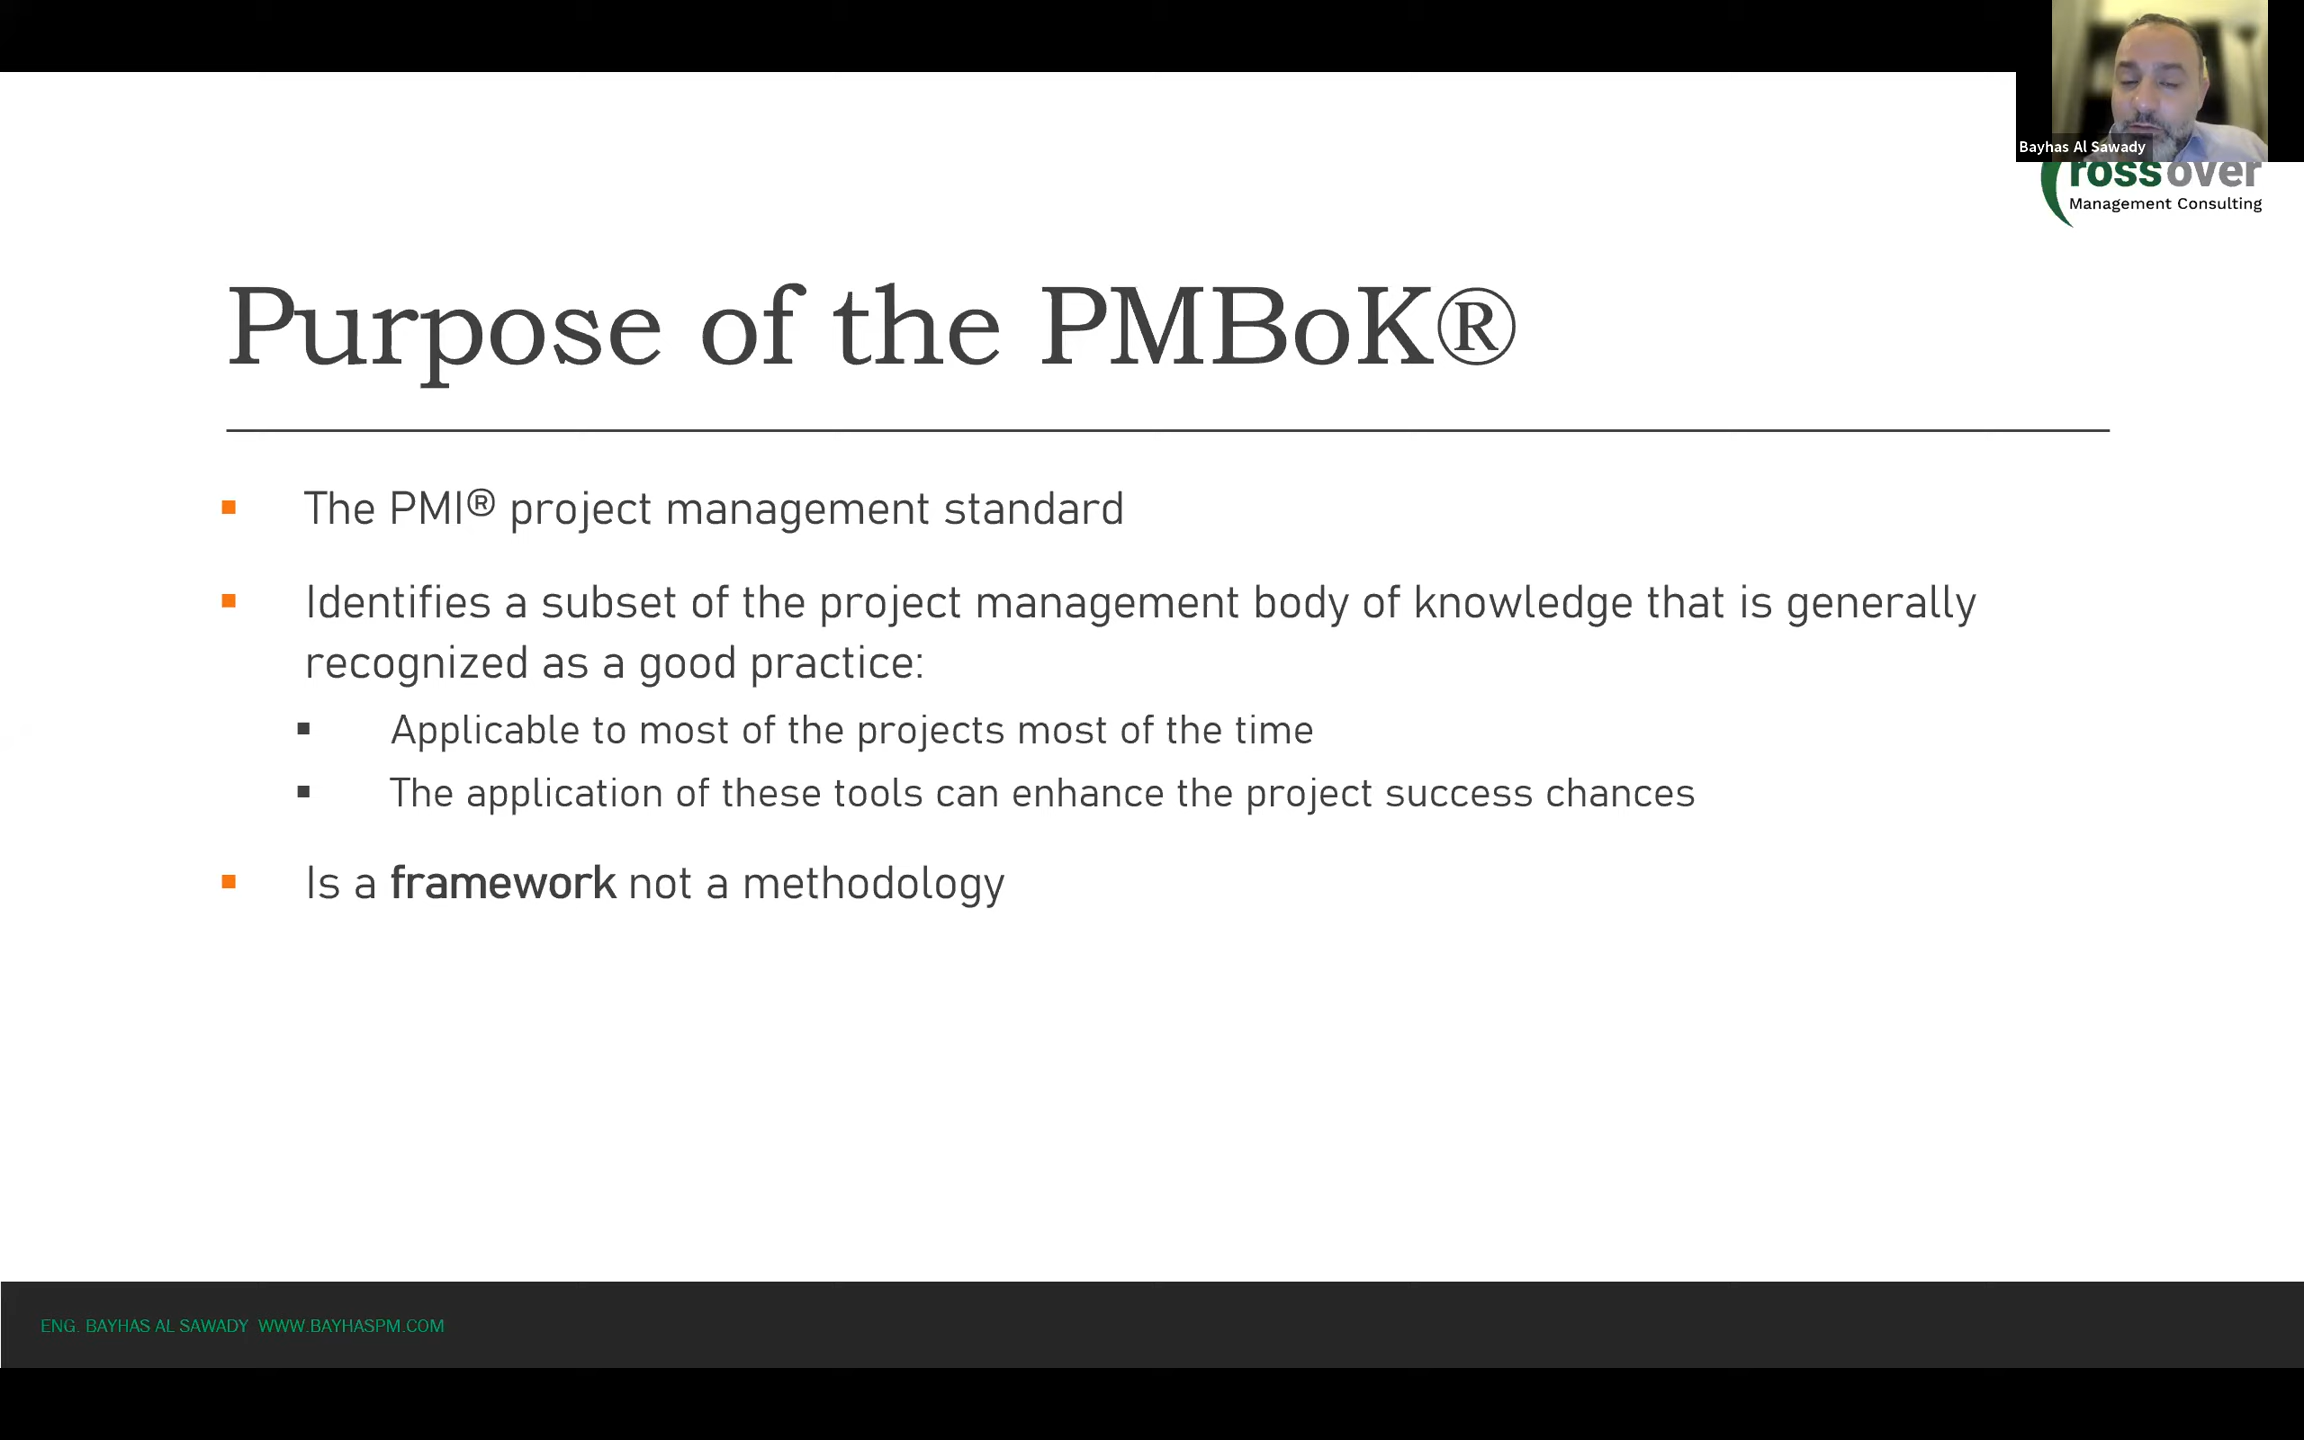 Bayhas Al Sawady
rossover
Management Consulting
Purpose of the PMBoK®
The PMI® project management standard
Identifies a subset of the project management body of knowledge that is generally
recognized as a good practice:
Applicable to most of the projects most of the time
The application of these tools can enhance the project success chances
Is a framework not a methodology
ENG. BAYHAS AL SAWADY WWW.BAYHASPM.COM